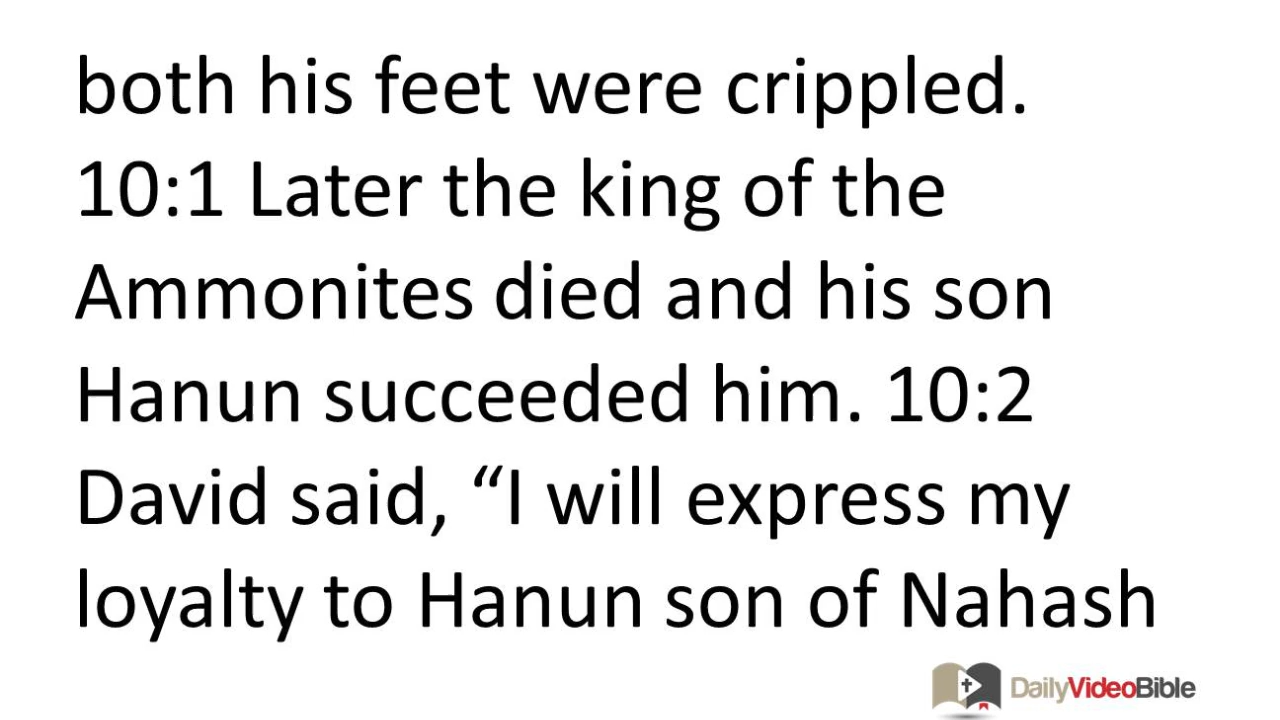 both his feet were crippled.
10:1 Later the king of the
Ammonites died and his son
Hanun succeeded him. 10:2
David said, “I will express my
loyalty to Hanun son of Nahash
DailyVideoBible